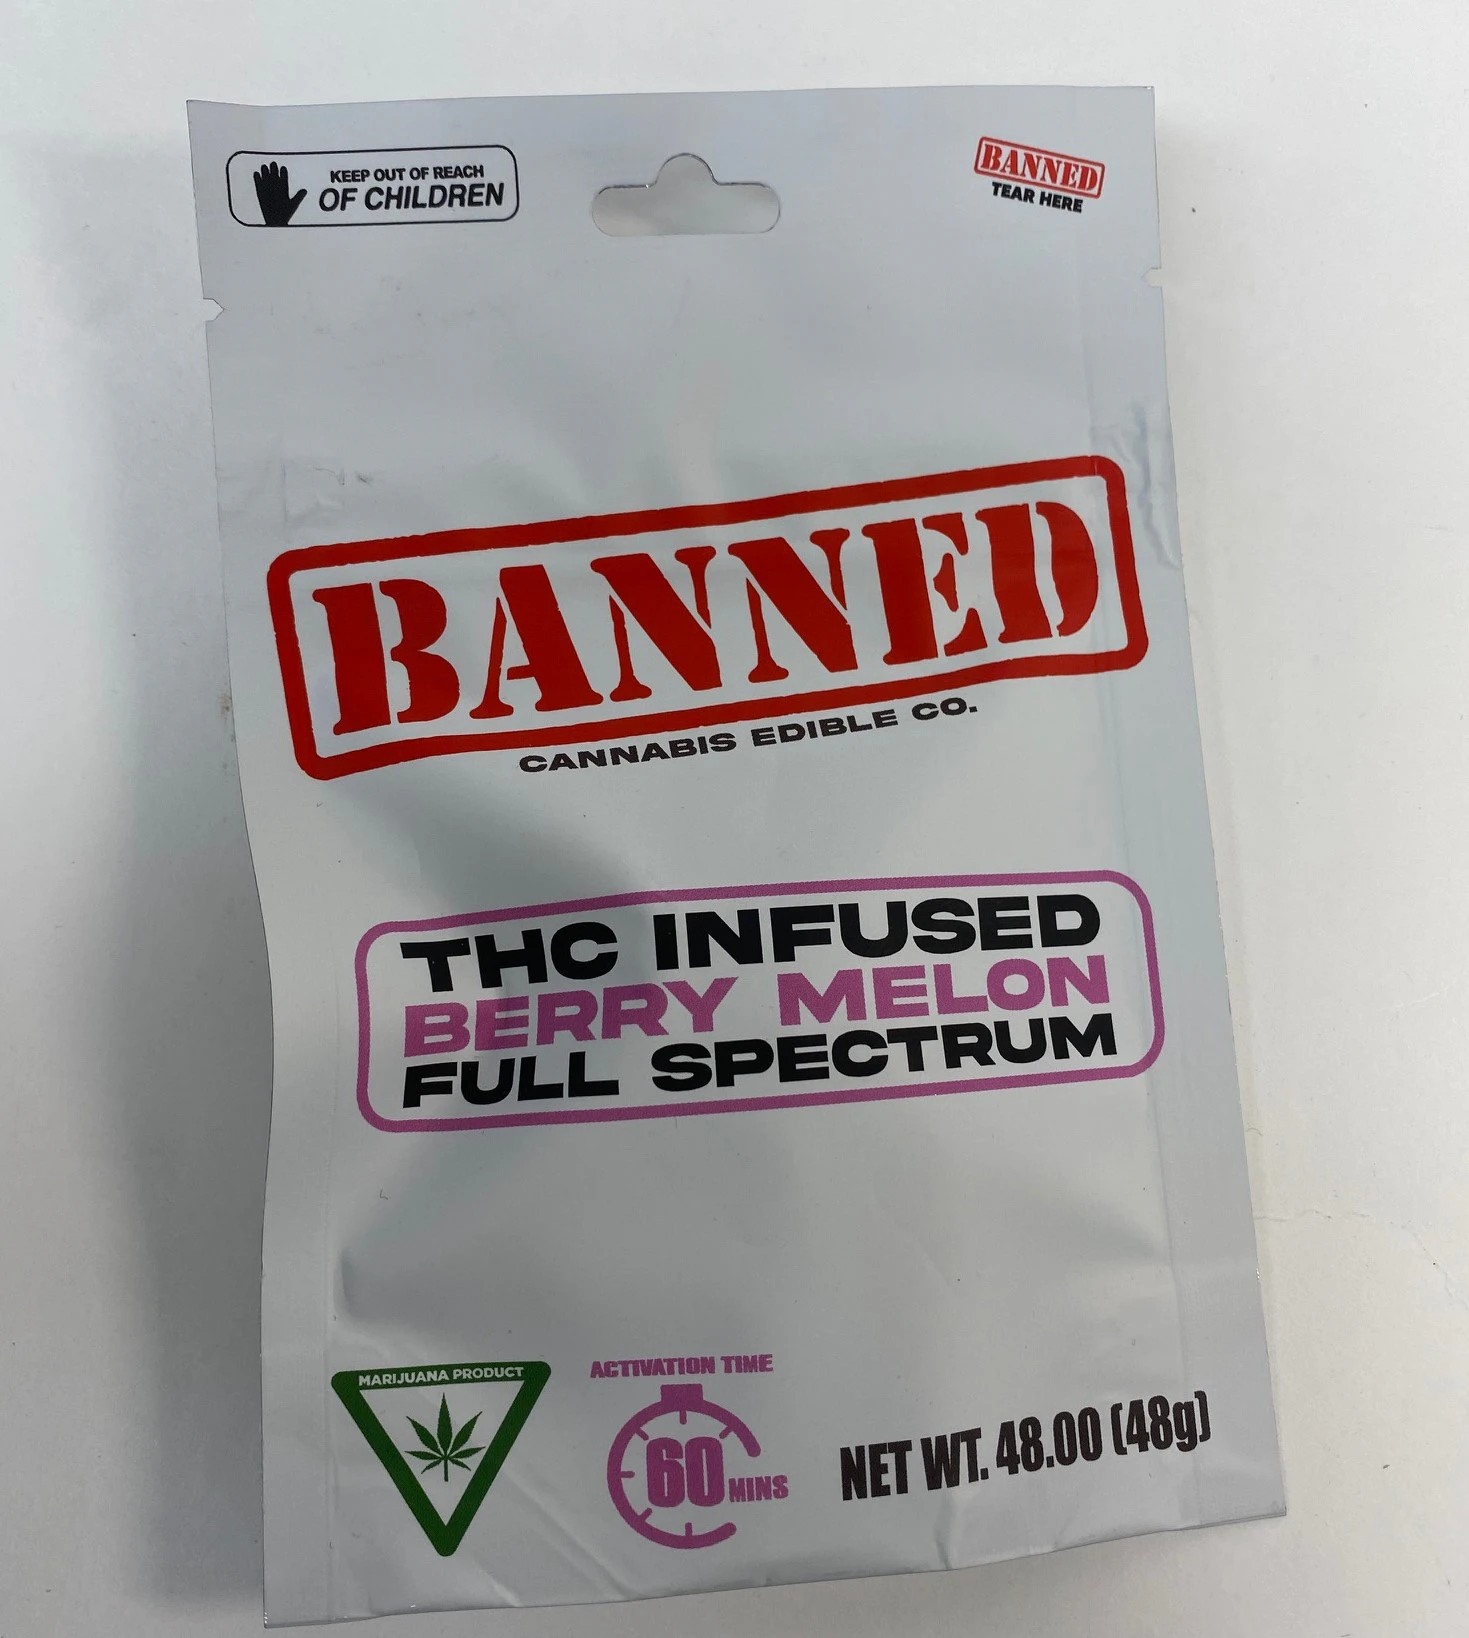 KEEP OUT OF REACH
OF CHILDREN
BANNED
TEAR HERE
BANNED
CANNABIS EDIBLE CO.
THC INFUSED
BERRY MELON
FULL SPECTRUM
MARIJUANA PRODUCT
ACTIVATION TIME
60 MINS
NET WT. 48.00 (48g)